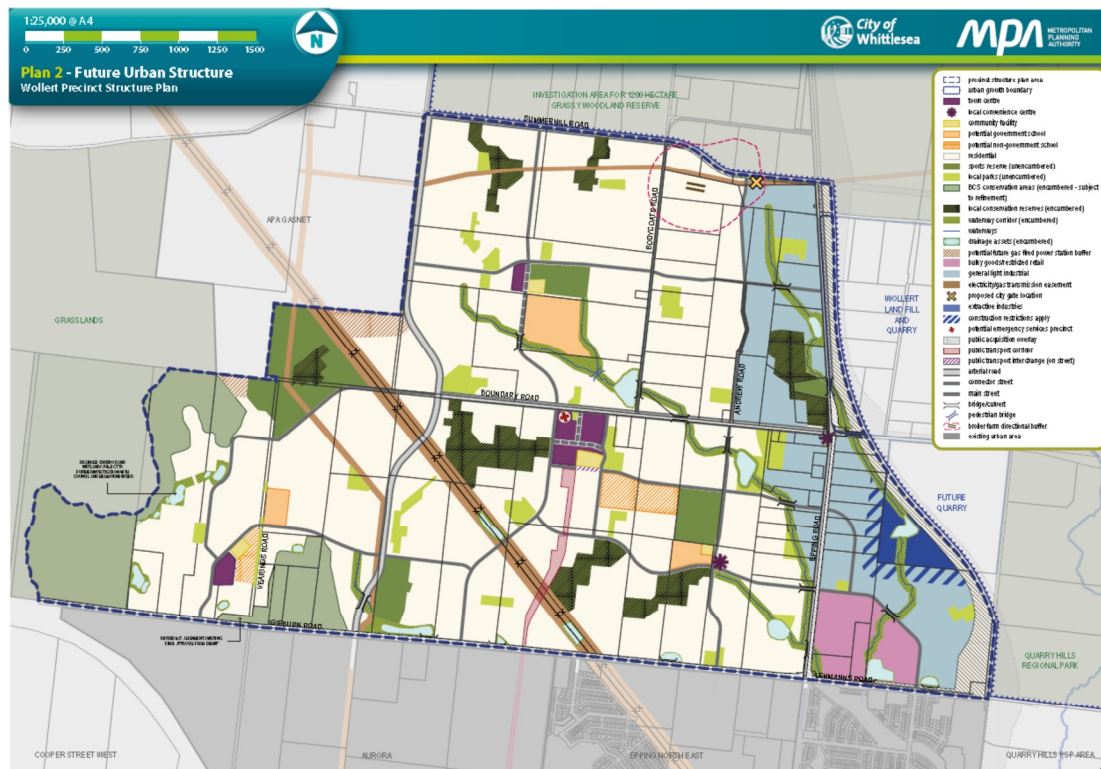 1:25,000 @ A4
0 250 500 750 1000 1250 1500
N
Plan 2 - Future Urban Structure
Wollert Precinct Structure Plan
City of
Whittlesea
MPA
METROPOLITAN
PLANNING
AUTHORITY
precinct structure plan area
urban growth boundary
town centre
local convenience centre
community facility
potential government school
potential non-government school
residential
sports reserve (unencumbered)
local parks (unencumbered)
BCS conservation areas (encumbered - subject
to refinement)
local conservation reserves (encumbered)
waterway corridor (encumbered)
waterways
drainage assets (encumbered)
potential future gas fired power station buffer
bulky goods/restricted retail
general light industrial
electricity/gas transmission easement
proposed city gate location
extractive industries
construction restrictions apply
potential emergency services precinct
public acquisition overlay
public transport corridor
public transport interchange (on street)
arterial road
connector street
main street
bridge/culvert
pedestrian bridge
broiler farm directional buffer
existing urban area
INVESTIGATION AREA FOR 1200 HECTARE
GRASSY WOODLAND RESERVE
SUMMERHILL ROAD
APA GASNET
BODYCOATS ROAD
GRASSLANDS
WOLLERT
LAND FILL
AND
QUARRY
ANDREW ROAD
BOUNDARY ROAD
FUTURE
QUARRY
EPPING ROAD
VEARINGS ROAD
GIBBURN ROAD
LEHMANNS ROAD
QUARRY HILLS
REGIONAL PARK
COOPER STREET WEST
AURORA
EPPING NORTH EAST
QUARRY HILLS PSP AREA